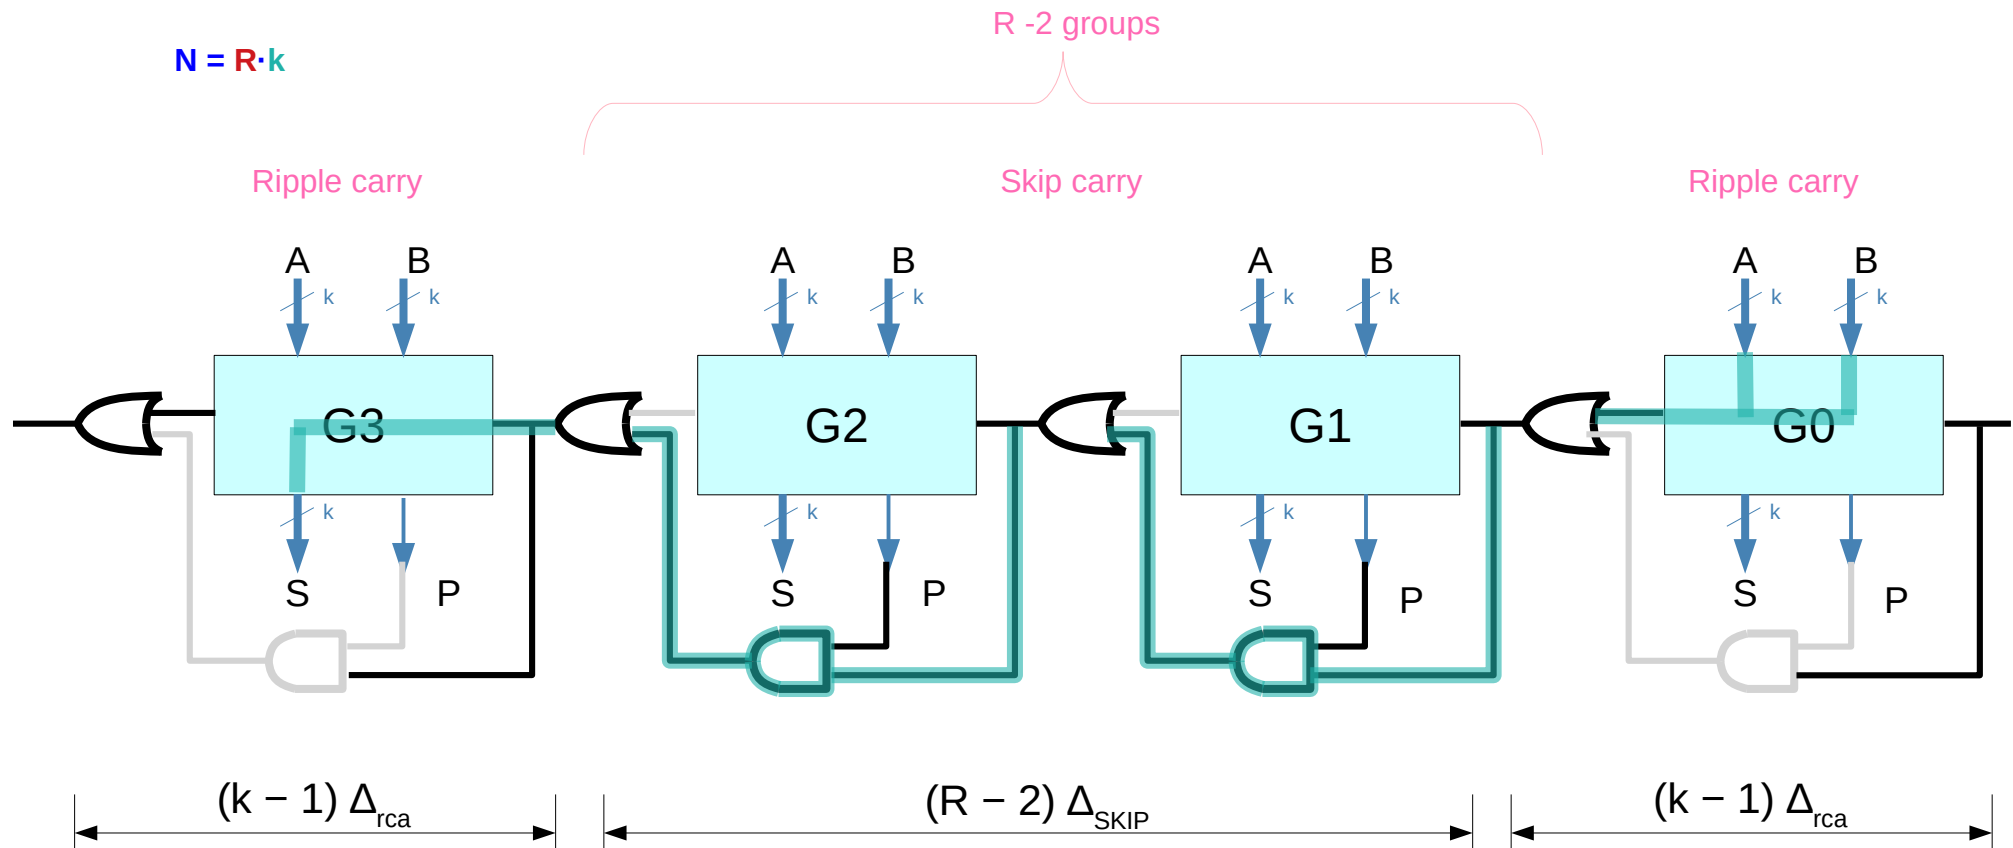 R -2 groups
N = R·k
Ripple carry
Skip carry
Ripple carry
A B A B A B A B
k k k k k k k k
G3 G2 G1 G0
k k k k
S P S P S P S P
(k − 1) Δrca
(R − 2) ΔSKIP
(k − 1) Δrca